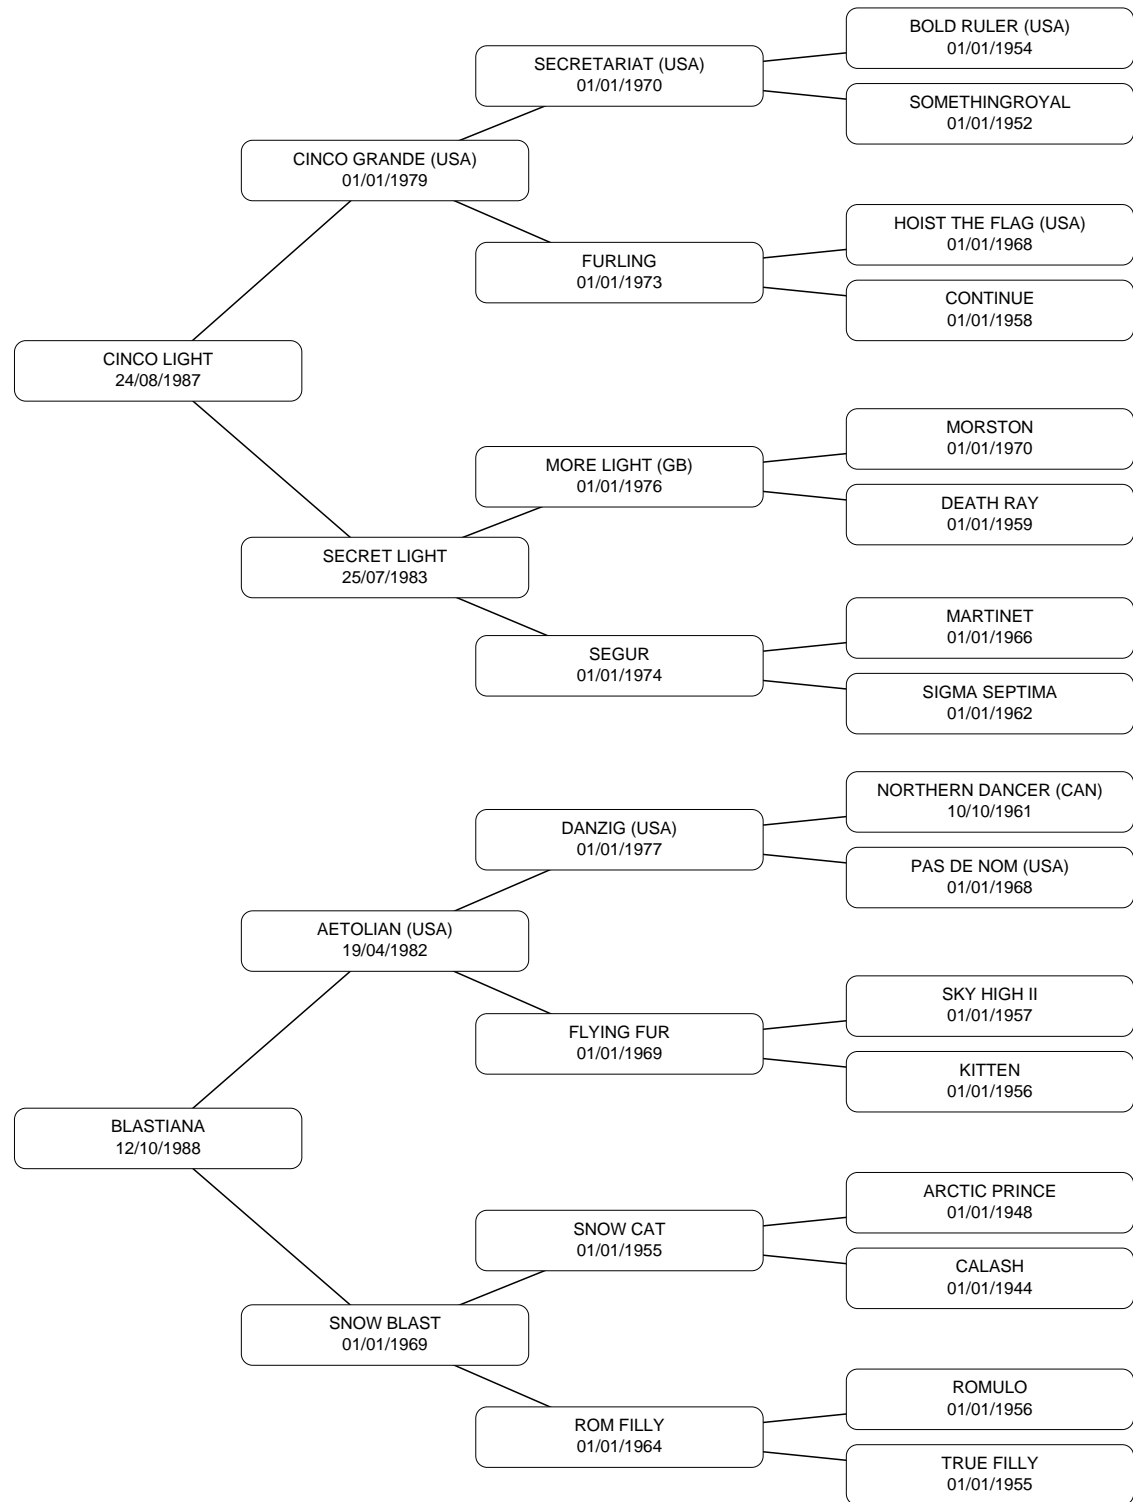 BOLD RULER (USA)
01/01/1954
SECRETARIAT (USA)
01/01/1970
SOMETHINGROYAL
01/01/1952
CINCO GRANDE (USA)
01/01/1979
HOIST THE FLAG (USA)
01/01/1968
FURLING
01/01/1973
CONTINUE
01/01/1958
CINCO LIGHT
24/08/1987
MORSTON
01/01/1970
MORE LIGHT (GB)
01/01/1976
DEATH RAY
01/01/1959
SECRET LIGHT
25/07/1983
MARTINET
01/01/1966
SEGUR
01/01/1974
SIGMA SEPTIMA
01/01/1962
NORTHERN DANCER (CAN)
10/10/1961
DANZIG (USA)
01/01/1977
PAS DE NOM (USA)
01/01/1968
AETOLIAN (USA)
19/04/1982
SKY HIGH II
01/01/1957
FLYING FUR
01/01/1969
KITTEN
01/01/1956
BLASTIANA
12/10/1988
ARCTIC PRINCE
01/01/1948
SNOW CAT
01/01/1955
CALASH
01/01/1944
SNOW BLAST
01/01/1969
ROMULO
01/01/1956
ROM FILLY
01/01/1964
TRUE FILLY
01/01/1955